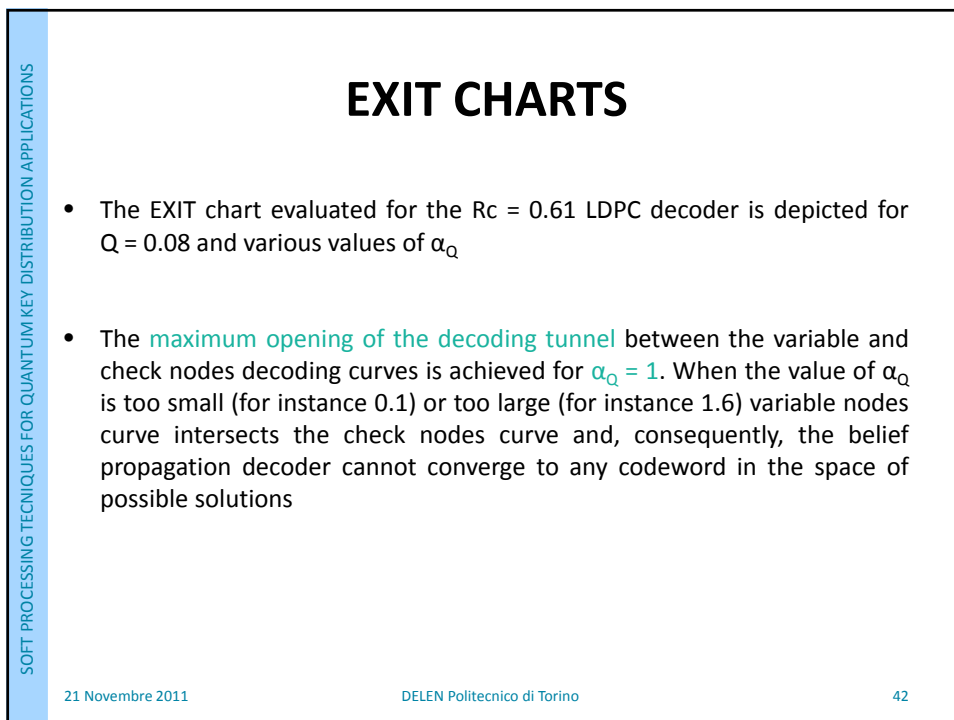 SOFT PROCESSING TECNIQUES FOR QUANTUM KEY DISTRIBUTION APPLICATIONS
EXIT CHARTS
• The EXIT chart evaluated for the Rc = 0.61 LDPC decoder is depicted for
Q = 0.08 and various values of αQ
• The maximum opening of the decoding tunnel between the variable and
check nodes decoding curves is achieved for αQ = 1. When the value of αQ
is too small (for instance 0.1) or too large (for instance 1.6) variable nodes
curve intersects the check nodes curve and, consequently, the belief
propagation decoder cannot converge to any codeword in the space of
possible solutions
21 Novembre 2011 DELEN Politecnico di Torino 42